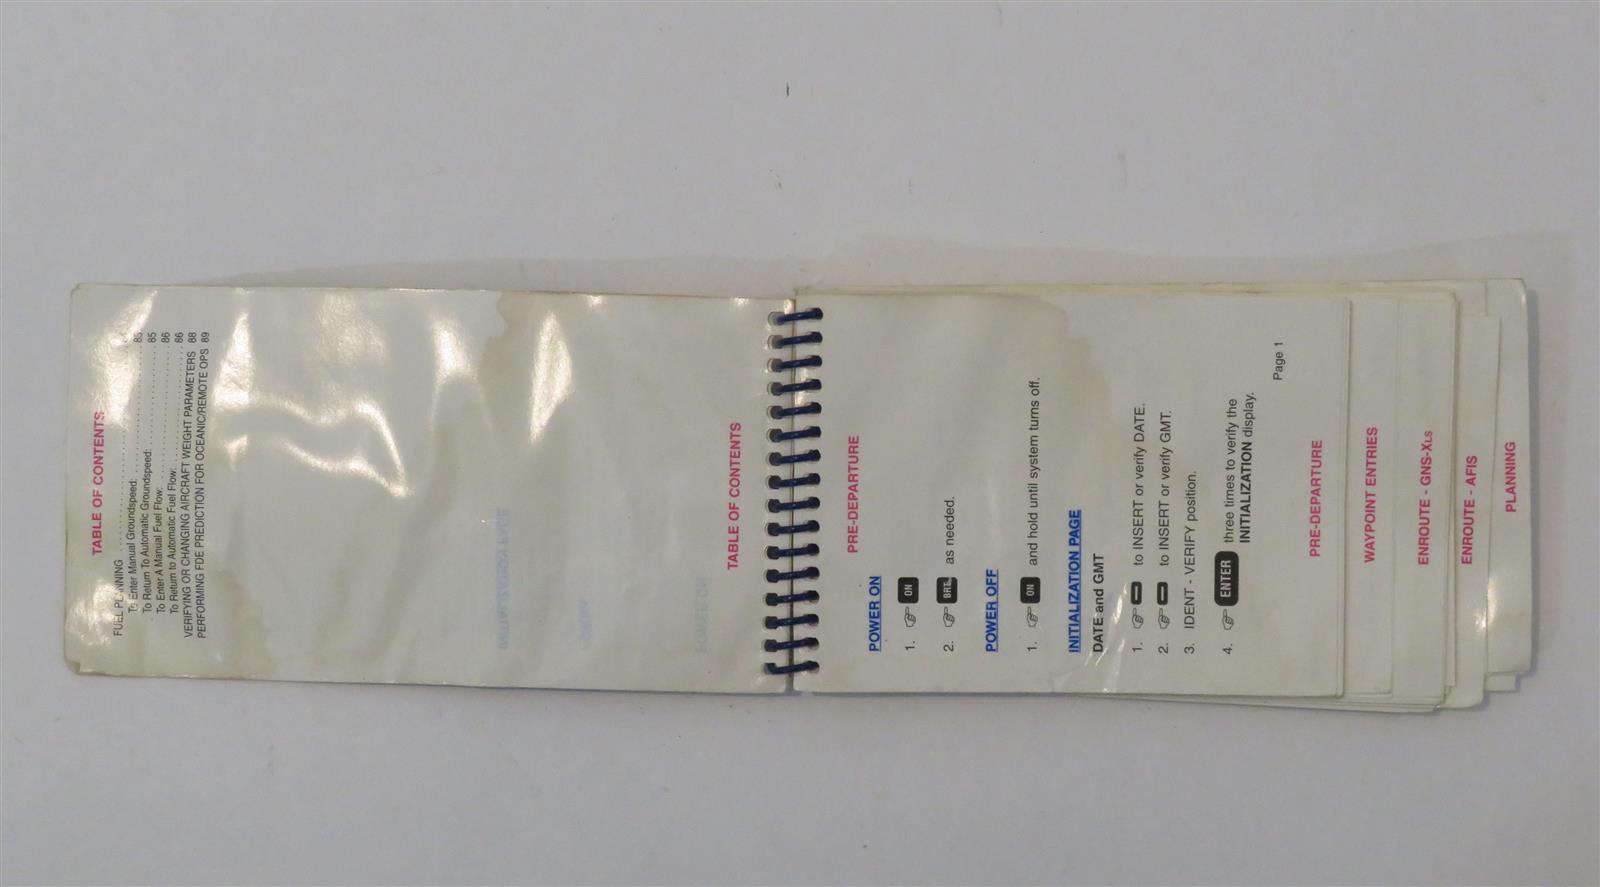 TABLE OF CONTENTS
FUEL PLANNING
To Enter Manual Groundspeed: 85
To Return To Automatic Groundspeed: 85
To Enter A Manual Fuel Flow: 86
To Return to Automatic Fuel Flow: 86
VERIFYING OR CHANGING AIRCRAFT WEIGHT PARAMETERS 88
PERFORMING FDE PREDICTION FOR OCEANIC/REMOTE OPS 89
TABLE OF CONTENTS
PRE-DEPARTURE
POWER ON
1. ON
2. BRT as needed.
POWER OFF
1. ON and hold until system turns off.
INITIALIZATION PAGE
DATE and GMT
1. to INSERT or verify DATE.
2. to INSERT or verify GMT.
3. IDENT - VERIFY position.
4. ENTER three times to verify the
INITIALIZATION display.
Page 1
PRE-DEPARTURE
WAYPOINT ENTRIES
ENROUTE - GNS-XLS
ENROUTE - AFIS
PLANNING